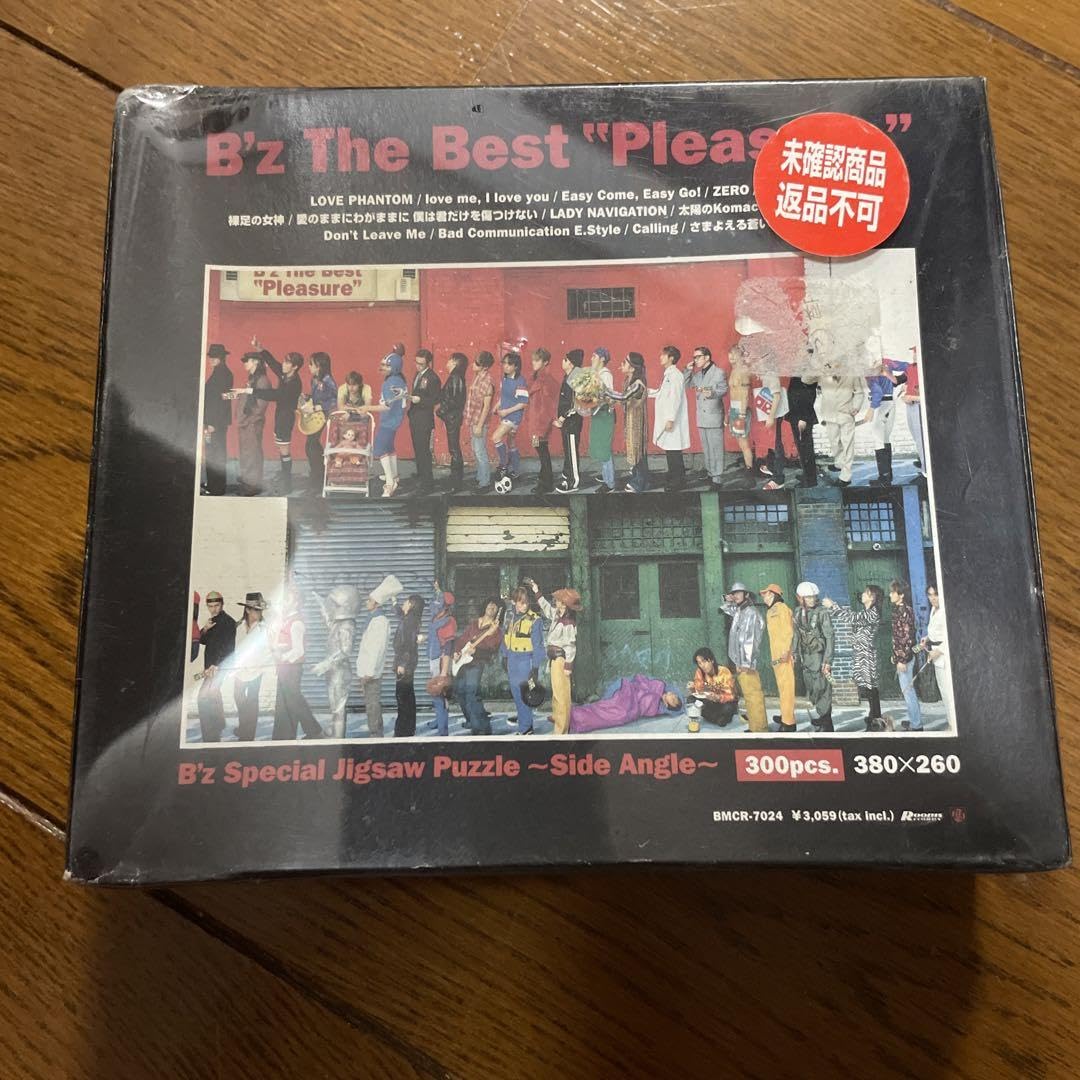 B'z The Best "Pleas
"
未確認商品
返品不可
LOVE PHANTOM / love me, I love you / Easy Come, Easy Go! / ZERO
裸足の女神 / 愛のままにわがままに 僕は君だけを傷つけない / LADY NAVIGATION / 太陽のKomac
Don't Leave Me / Bad Communication E.Style / Calling / さまよえる蒼い
B'z The Best
"Pleasure"
B'z Special Jigsaw Puzzle ~Side Angle~ 300pcs. 380×260
BMCR-7024 ¥3,059(tax incl.) ROOMS RECORDS